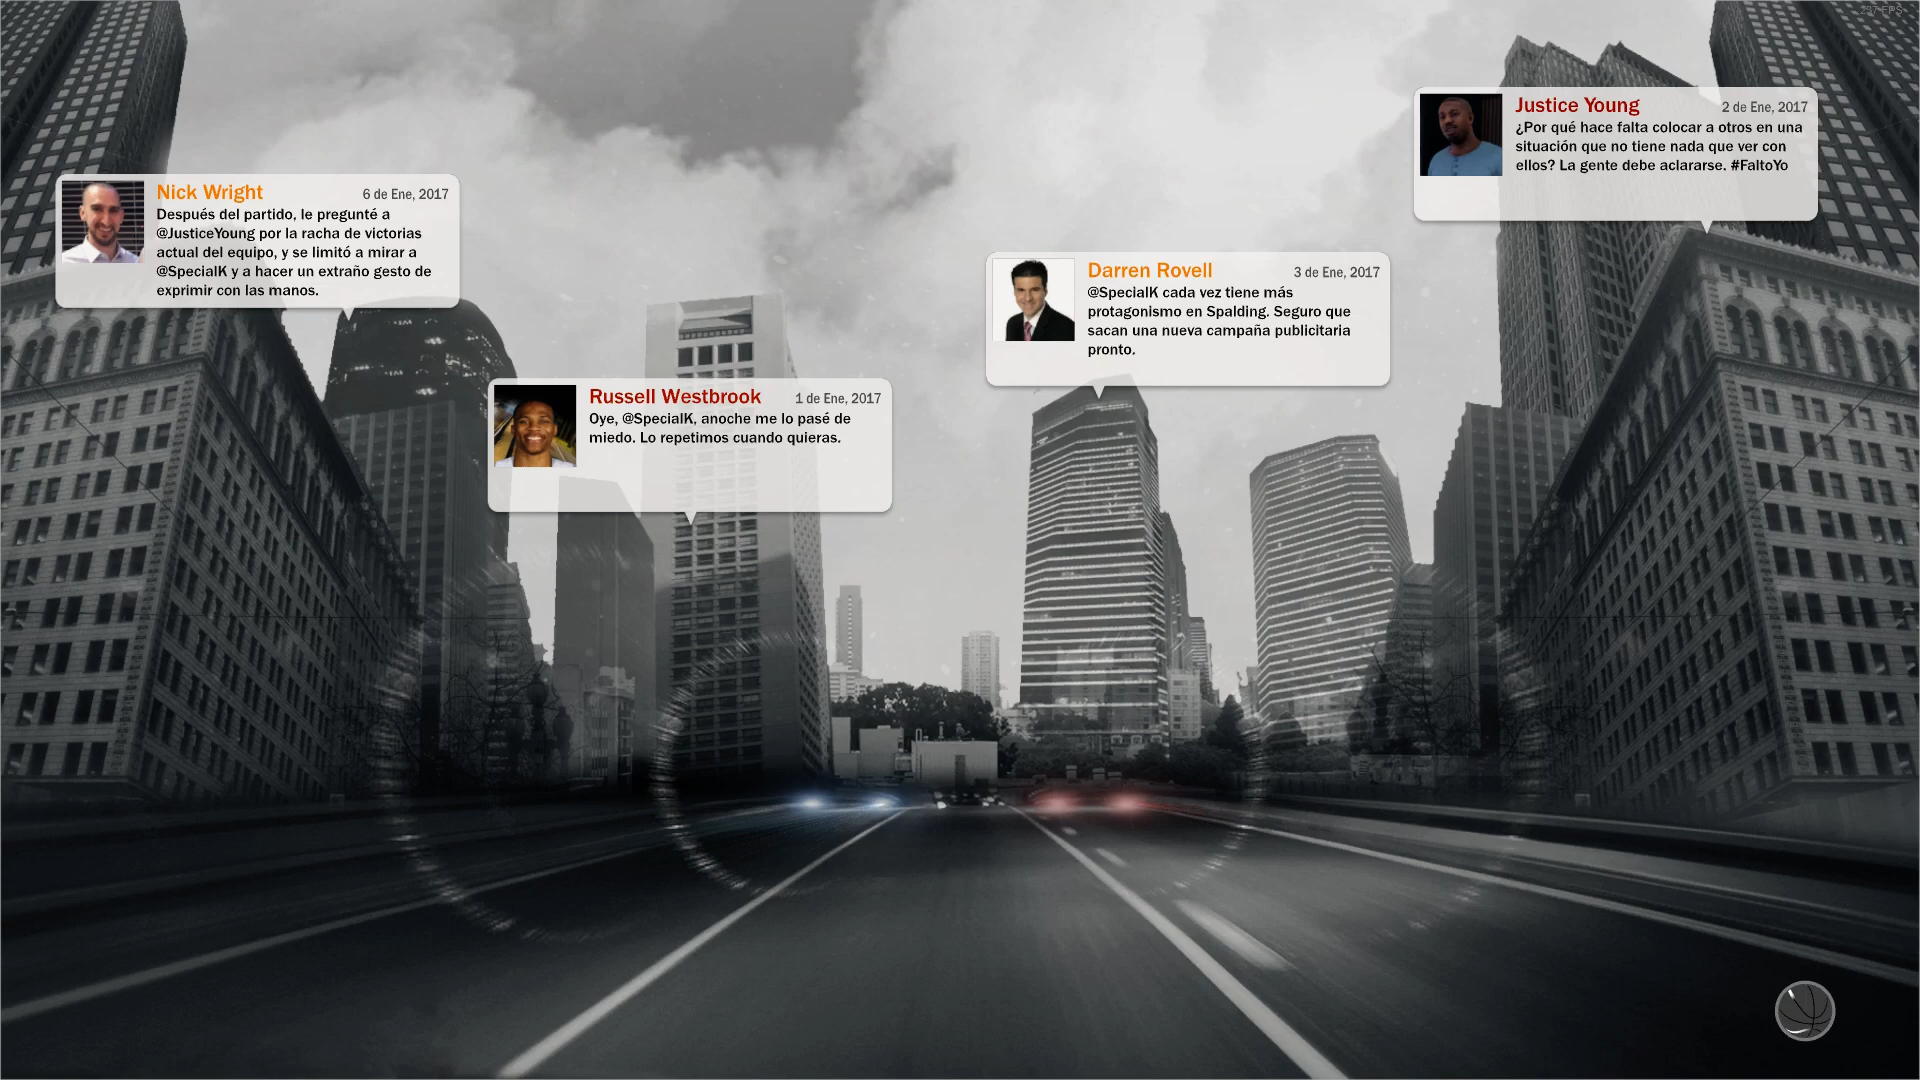 237 FPS
Justice Young 2 de Ene, 2017
¿Por qué hace falta colocar a otros en una
situación que no tiene nada que ver con
ellos? La gente debe aclararse. #FaltoYo
Nick Wright 6 de Ene, 2017
Después del partido, le pregunté a
@JusticeYoung por la racha de victorias
actual del equipo, y se limitó a mirar a
@SpecialK y a hacer un extraño gesto de
exprimir con las manos.
Darren Rovell 3 de Ene, 2017
@SpecialK cada vez tiene más
protagonismo en Spalding. Seguro que
sacan una nueva campaña publicitaria
pronto.
Russell Westbrook 1 de Ene, 2017
Oye, @SpecialK, anoche me lo pasé de
miedo. Lo repetimos cuando quieras.